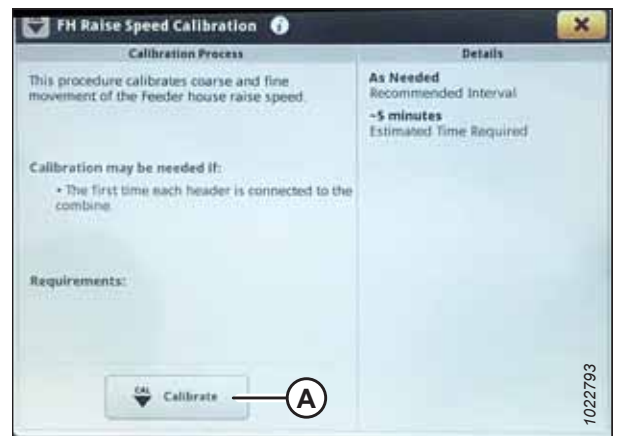 FH Raise Speed Calibration i
Calibration Process
This procedure calibrates coarse and fine
movement of the Feeder house raise speed.
Calibration may be needed if:
• The first time each header is connected to the
combine.
Requirements:
CAL Calibrate
Details
As Needed
Recommended Interval
~5 minutes
Estimated Time Required
A
1022793